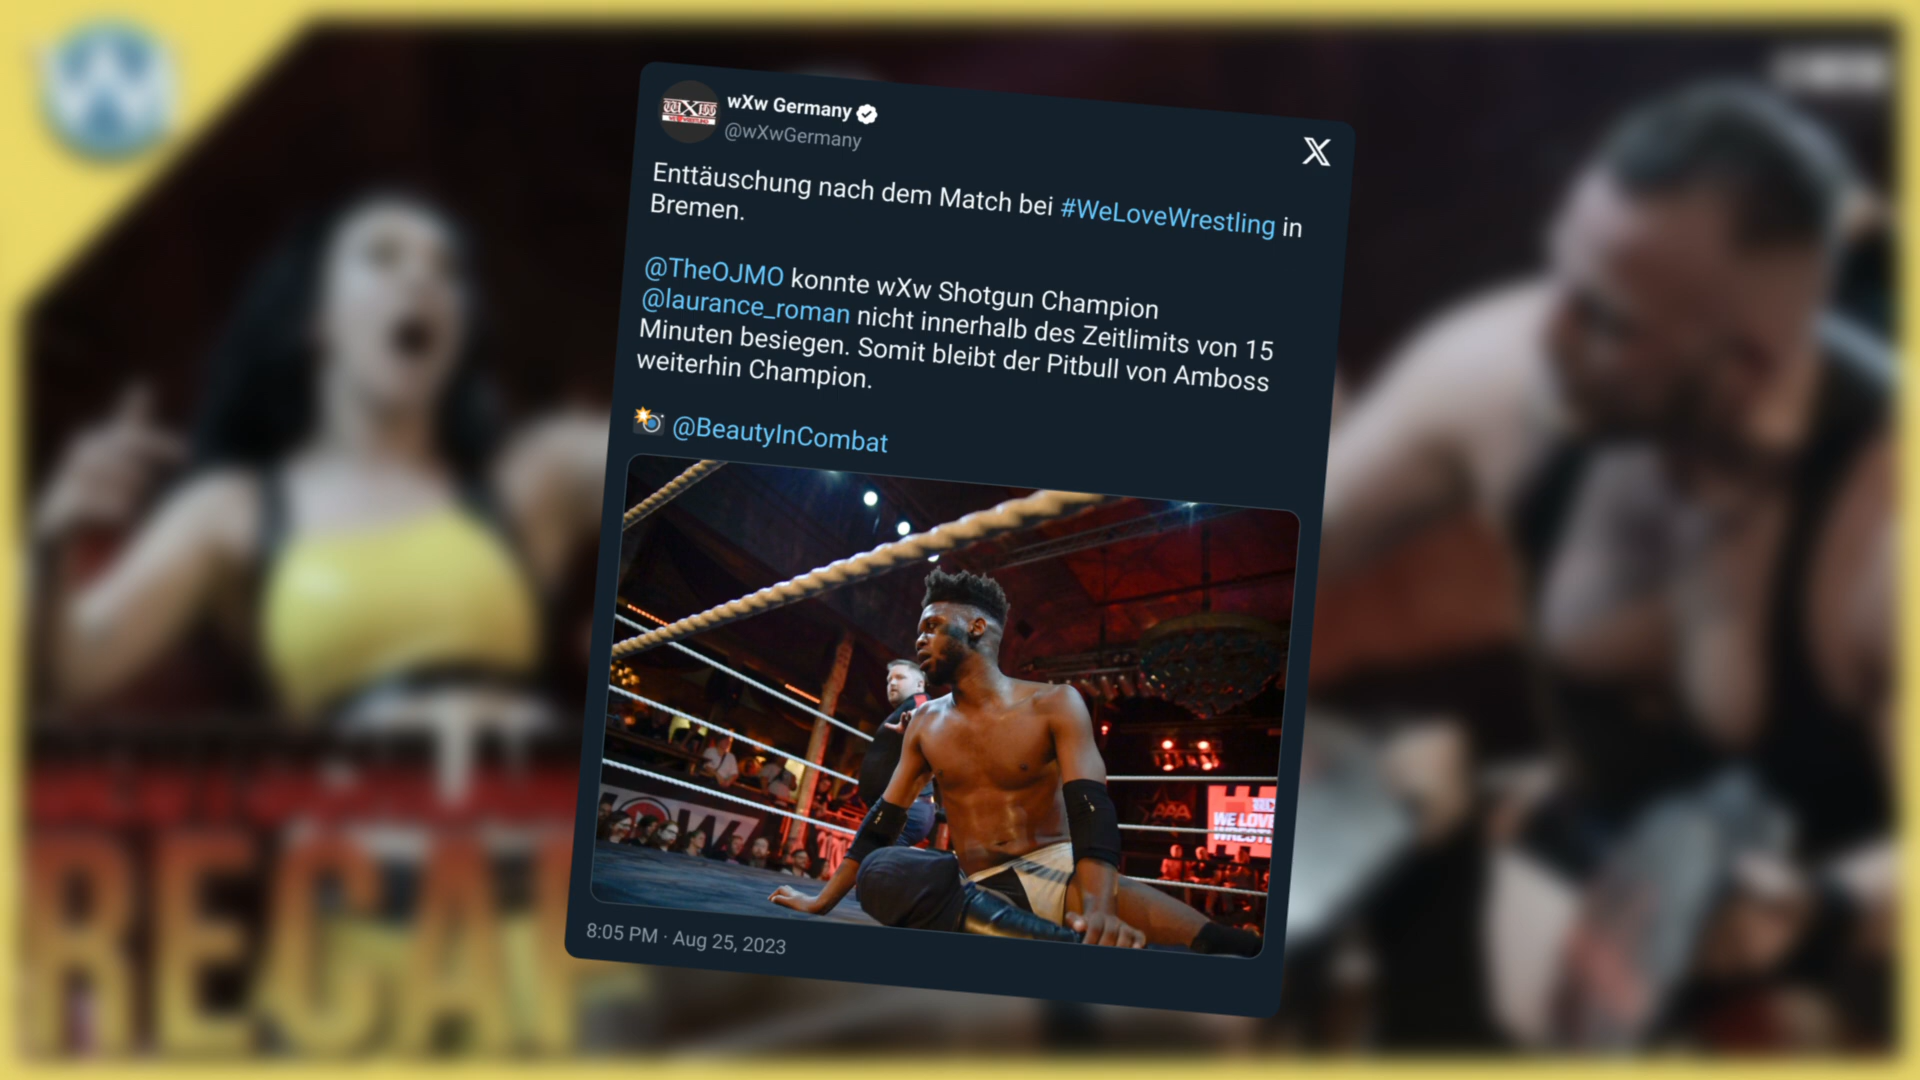 wXw Germany
@wXwGermany
Enttäuschung nach dem Match bei #WeLoveWrestling in
Bremen.
@TheOJMO konnte wXw Shotgun Champion
@laurance_roman nicht innerhalb des Zeitlimits von 15
Minuten besiegen. Somit bleibt der Pitbull von Amboss
weiterhin Champion.
@BeautyInCombat
WE LOVE
8:05 PM · Aug 25, 2023